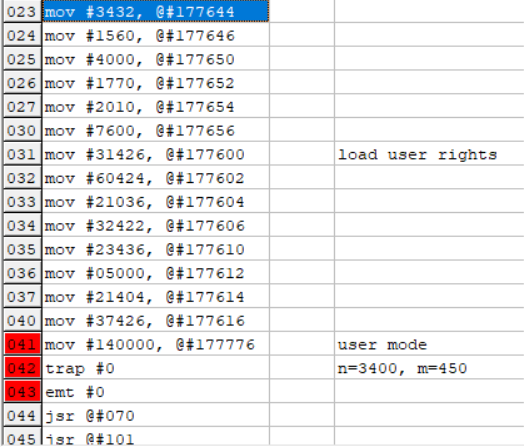 023 mov #3432, @#177644
024 mov #1560, @#177646
025 mov #4000, @#177650
026 mov #1770, @#177652
027 mov #2010, @#177654
030 mov #7600, @#177656
031 mov #31426, @#177600 load user rights
032 mov #60424, @#177602
033 mov #21036, @#177604
034 mov #32422, @#177606
035 mov #23436, @#177610
036 mov #05000, @#177612
037 mov #21404, @#177614
040 mov #37426, @#177616
041 mov #140000, @#177776 user mode
042 trap #0 n=3400, m=450
043 emt #0
044 jsr @#070
045 jsr @#101